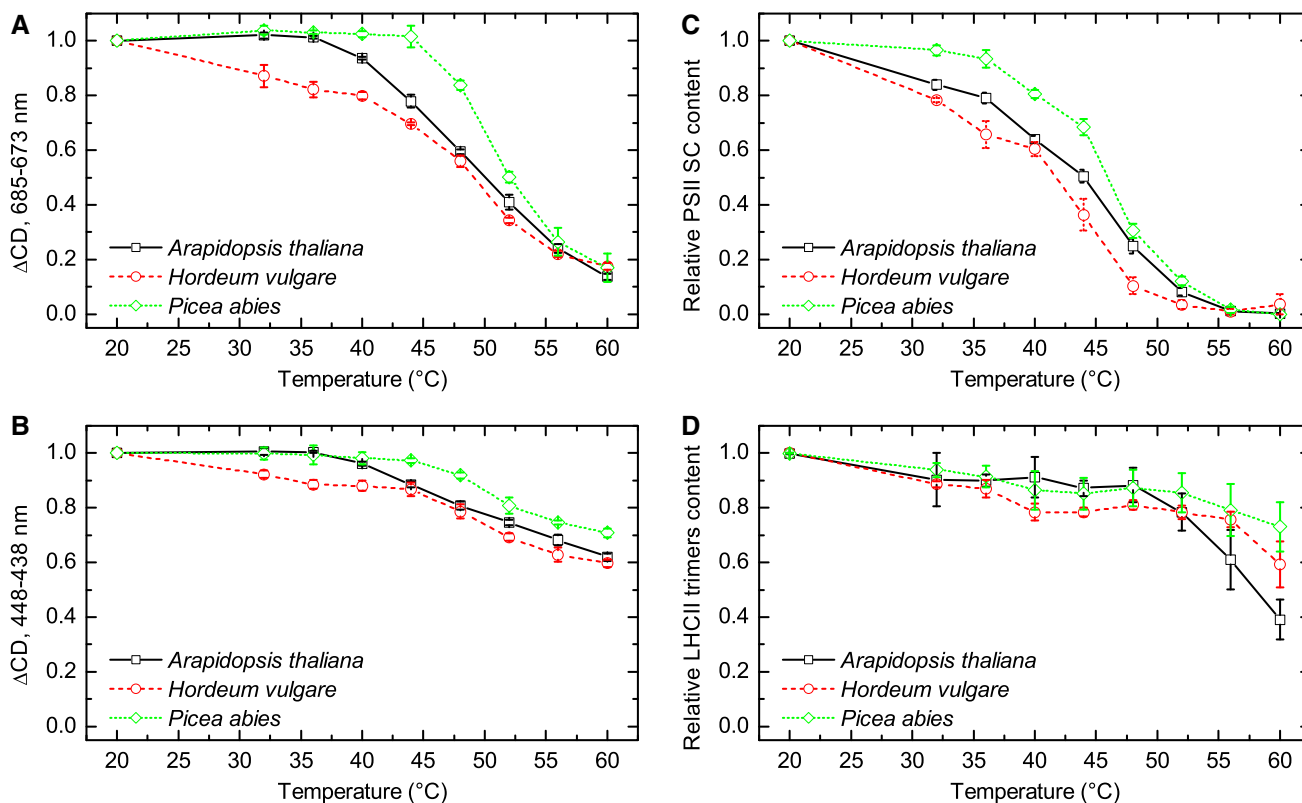 A
1.0
0.8
0.6
0.4
0.2
0.0
ΔCD, 685-673 nm
Arapidopsis thaliana
Hordeum vulgare
Picea abies
20 25 30 35 40 45 50 55 60
Temperature (°C)
B
1.0
0.8
0.6
0.4
0.2
0.0
ΔCD, 448-438 nm
Arapidopsis thaliana
Hordeum vulgare
Picea abies
20 25 30 35 40 45 50 55 60
Temperature (°C)
C
1.0
0.8
0.6
0.4
0.2
0.0
Relative PSII SC content
Arapidopsis thaliana
Hordeum vulgare
Picea abies
20 25 30 35 40 45 50 55 60
Temperature (°C)
D
1.0
0.8
0.6
0.4
0.2
0.0
Relative LHCII trimers content
Arapidopsis thaliana
Hordeum vulgare
Picea abies
20 25 30 35 40 45 50 55 60
Temperature (°C)